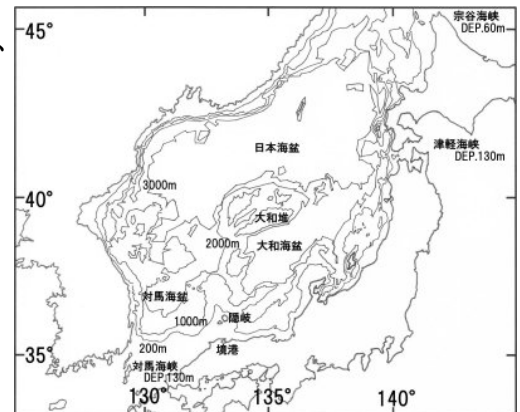 45°
宗谷海峡
DEP.60m
日本海盆
津軽海峡
DEP.130m
3000m
40°
大和堆
2000m
大和海盆
対馬海盆
1000m
隠岐
200m
境港
35°
対馬海峡
DEP.130m
130°
135°
140°